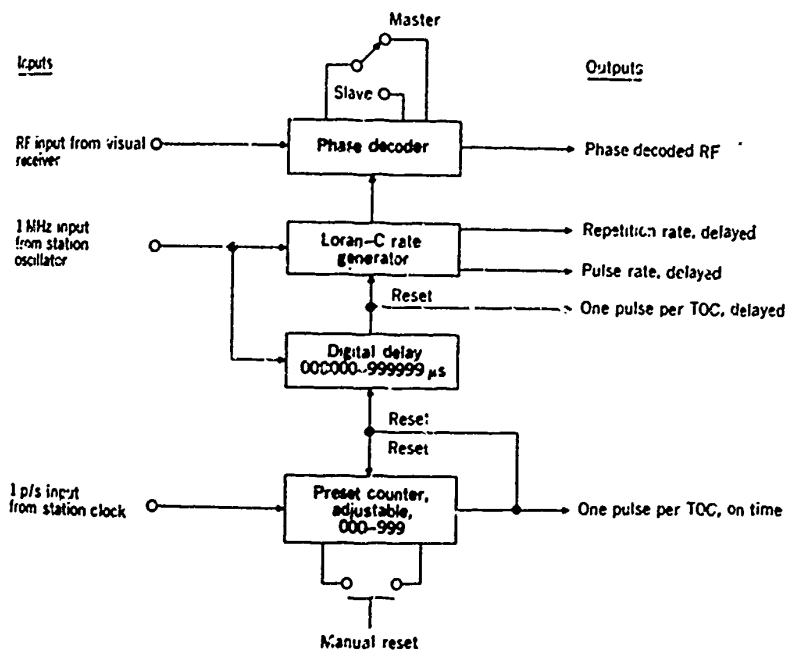 Master
Inputs
Outputs
Slave
RF input from visual
receiver
Phase decoder
Phase decoded RF
1 MHz input
from station
oscillator
Loran-C rate
generator
Repetition rate, delayed
Pulse rate, delayed
Reset
One pulse per TOC, delayed
Digital delay
000000-999999 μs
Reset
Reset
1 p/s input
from station clock
Preset counter,
adjustable,
000-999
One pulse per TOC, on time
Manual reset